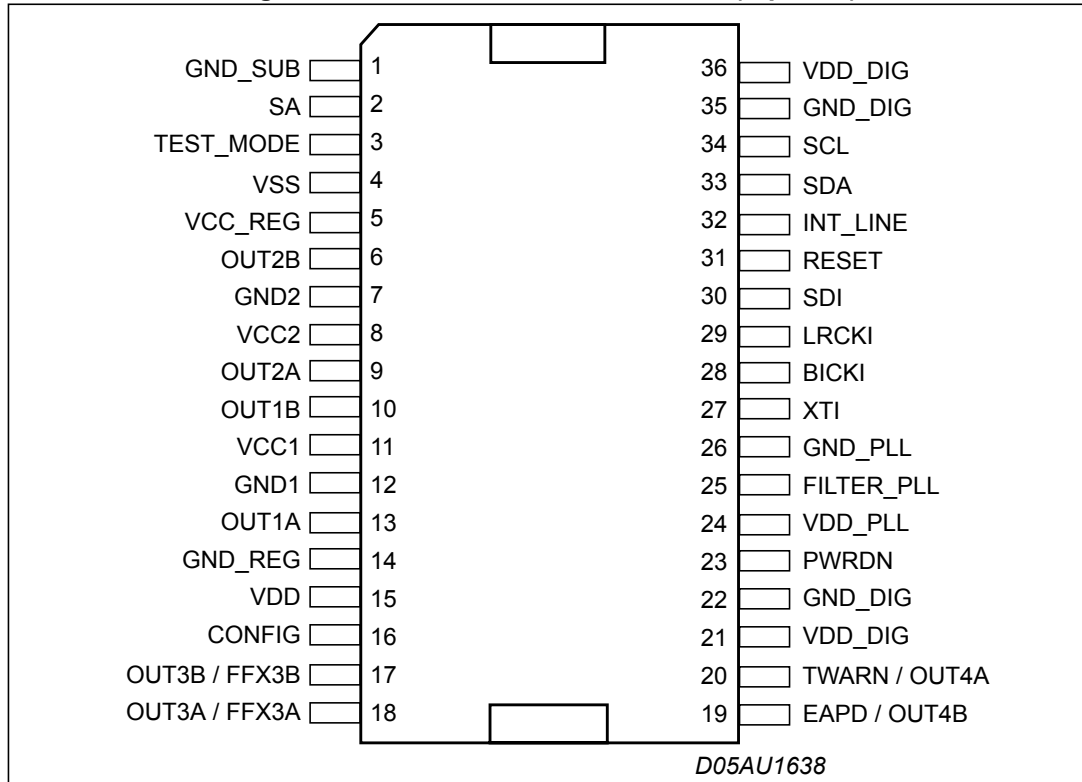 GND_SUB 1 36 VDD_DIG
SA 2 35 GND_DIG
TEST_MODE 3 34 SCL
VSS 4 33 SDA
VCC_REG 5 32 INT_LINE
OUT2B 6 31 RESET
GND2 7 30 SDI
VCC2 8 29 LRCKI
OUT2A 9 28 BICKI
OUT1B 10 27 XTI
VCC1 11 26 GND_PLL
GND1 12 25 FILTER_PLL
OUT1A 13 24 VDD_PLL
GND_REG 14 23 PWRDN
VDD 15 22 GND_DIG
CONFIG 16 21 VDD_DIG
OUT3B / FFX3B 17 20 TWARN / OUT4A
OUT3A / FFX3A 18 19 EAPD / OUT4B
D05AU1638